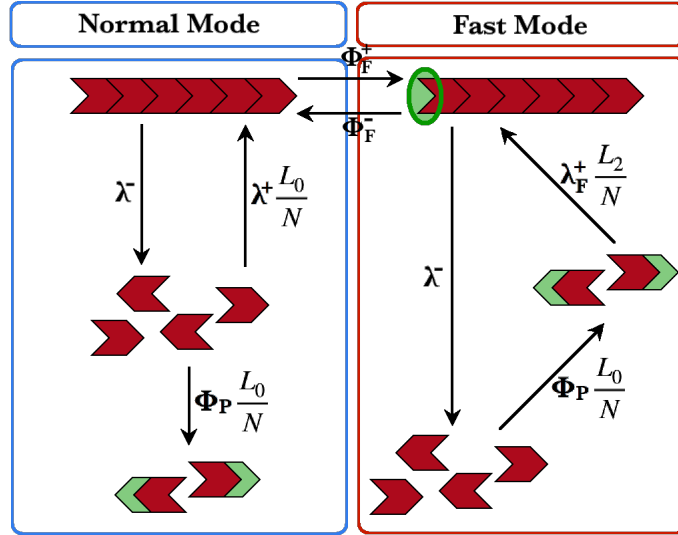 Normal Mode
Fast Mode
Φ_F^+
Φ_F^-
λ^-
λ^+ L_0/N
λ^-
λ_F^+ L_2/N
Φ_P L_0/N
Φ_P L_0/N